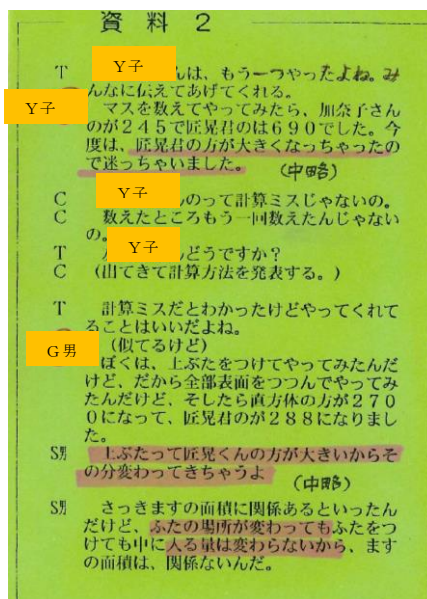 資料２
T Y子 んは、もう一つやったよね。み
んなに伝えてあげてくれる。
Y子 マスを数えてやってみたら、加奈子さん
のが２４５で匠晃君のは６９０でした。今
度は、匠晃君の方が大きくなっちゃったの
で迷っちゃいました。 (中略)
C Y子 んのって計算ミスじゃないの。
C 数えたところもう一回数えたんじゃない
の。
T Y子 んどうですか？
C （出てきて計算方法を発表する。）
T 計算ミスだとわかったけどやってくれて
ることはいいだよね。
G男 （似てるけど）
ぼくは、上ぶたをつけてやってみたんだ
けど、だから全部表面をつつんでやってみ
たんだけど、そしたら直方体の方が２７０
０になって、匠晃君のが２８８になりまし
た。
S男 上ぶたって匠晃くんの方が大きいからそ
の分変わってきちゃうよ
(中略)
S男 さっきますの面積に関係あるといったん
だけど、ふたの場所が変わってもふたをつ
けても中に入る量は変わらないから、ます
の面積は、関係ないんだ。